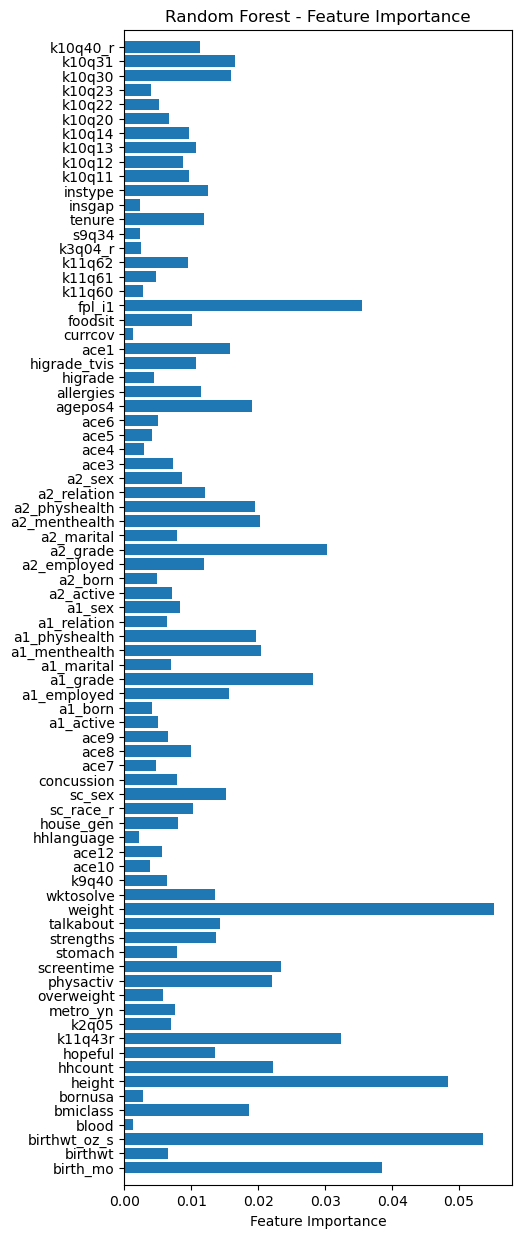 Random Forest - Feature Importance
k10q40_r
k10q31
k10q30
k10q23
k10q22
k10q20
k10q14
k10q13
k10q12
k10q11
instype
insgap
tenure
s9q34
k3q04_r
k11q62
k11q61
k11q60
fpl_i1
foodsit
currcov
ace1
higrade_tvis
higrade
allergies
agepos4
ace6
ace5
ace4
ace3
a2_sex
a2_relation
a2_physhealth
a2_menthealth
a2_marital
a2_grade
a2_employed
a2_born
a2_active
a1_sex
a1_relation
a1_physhealth
a1_menthealth
a1_marital
a1_grade
a1_employed
a1_born
a1_active
ace9
ace8
ace7
concussion
sc_sex
sc_race_r
house_gen
hhlanguage
ace12
ace10
k9q40
wktosolve
weight
talkabout
strengths
stomach
screentime
physactiv
overweight
metro_yn
k2q05
k11q43r
hopeful
hhcount
height
bornusa
bmiclass
blood
birthwt_oz_s
birthwt
birth_mo
0.00 0.01 0.02 0.03 0.04 0.05
Feature Importance